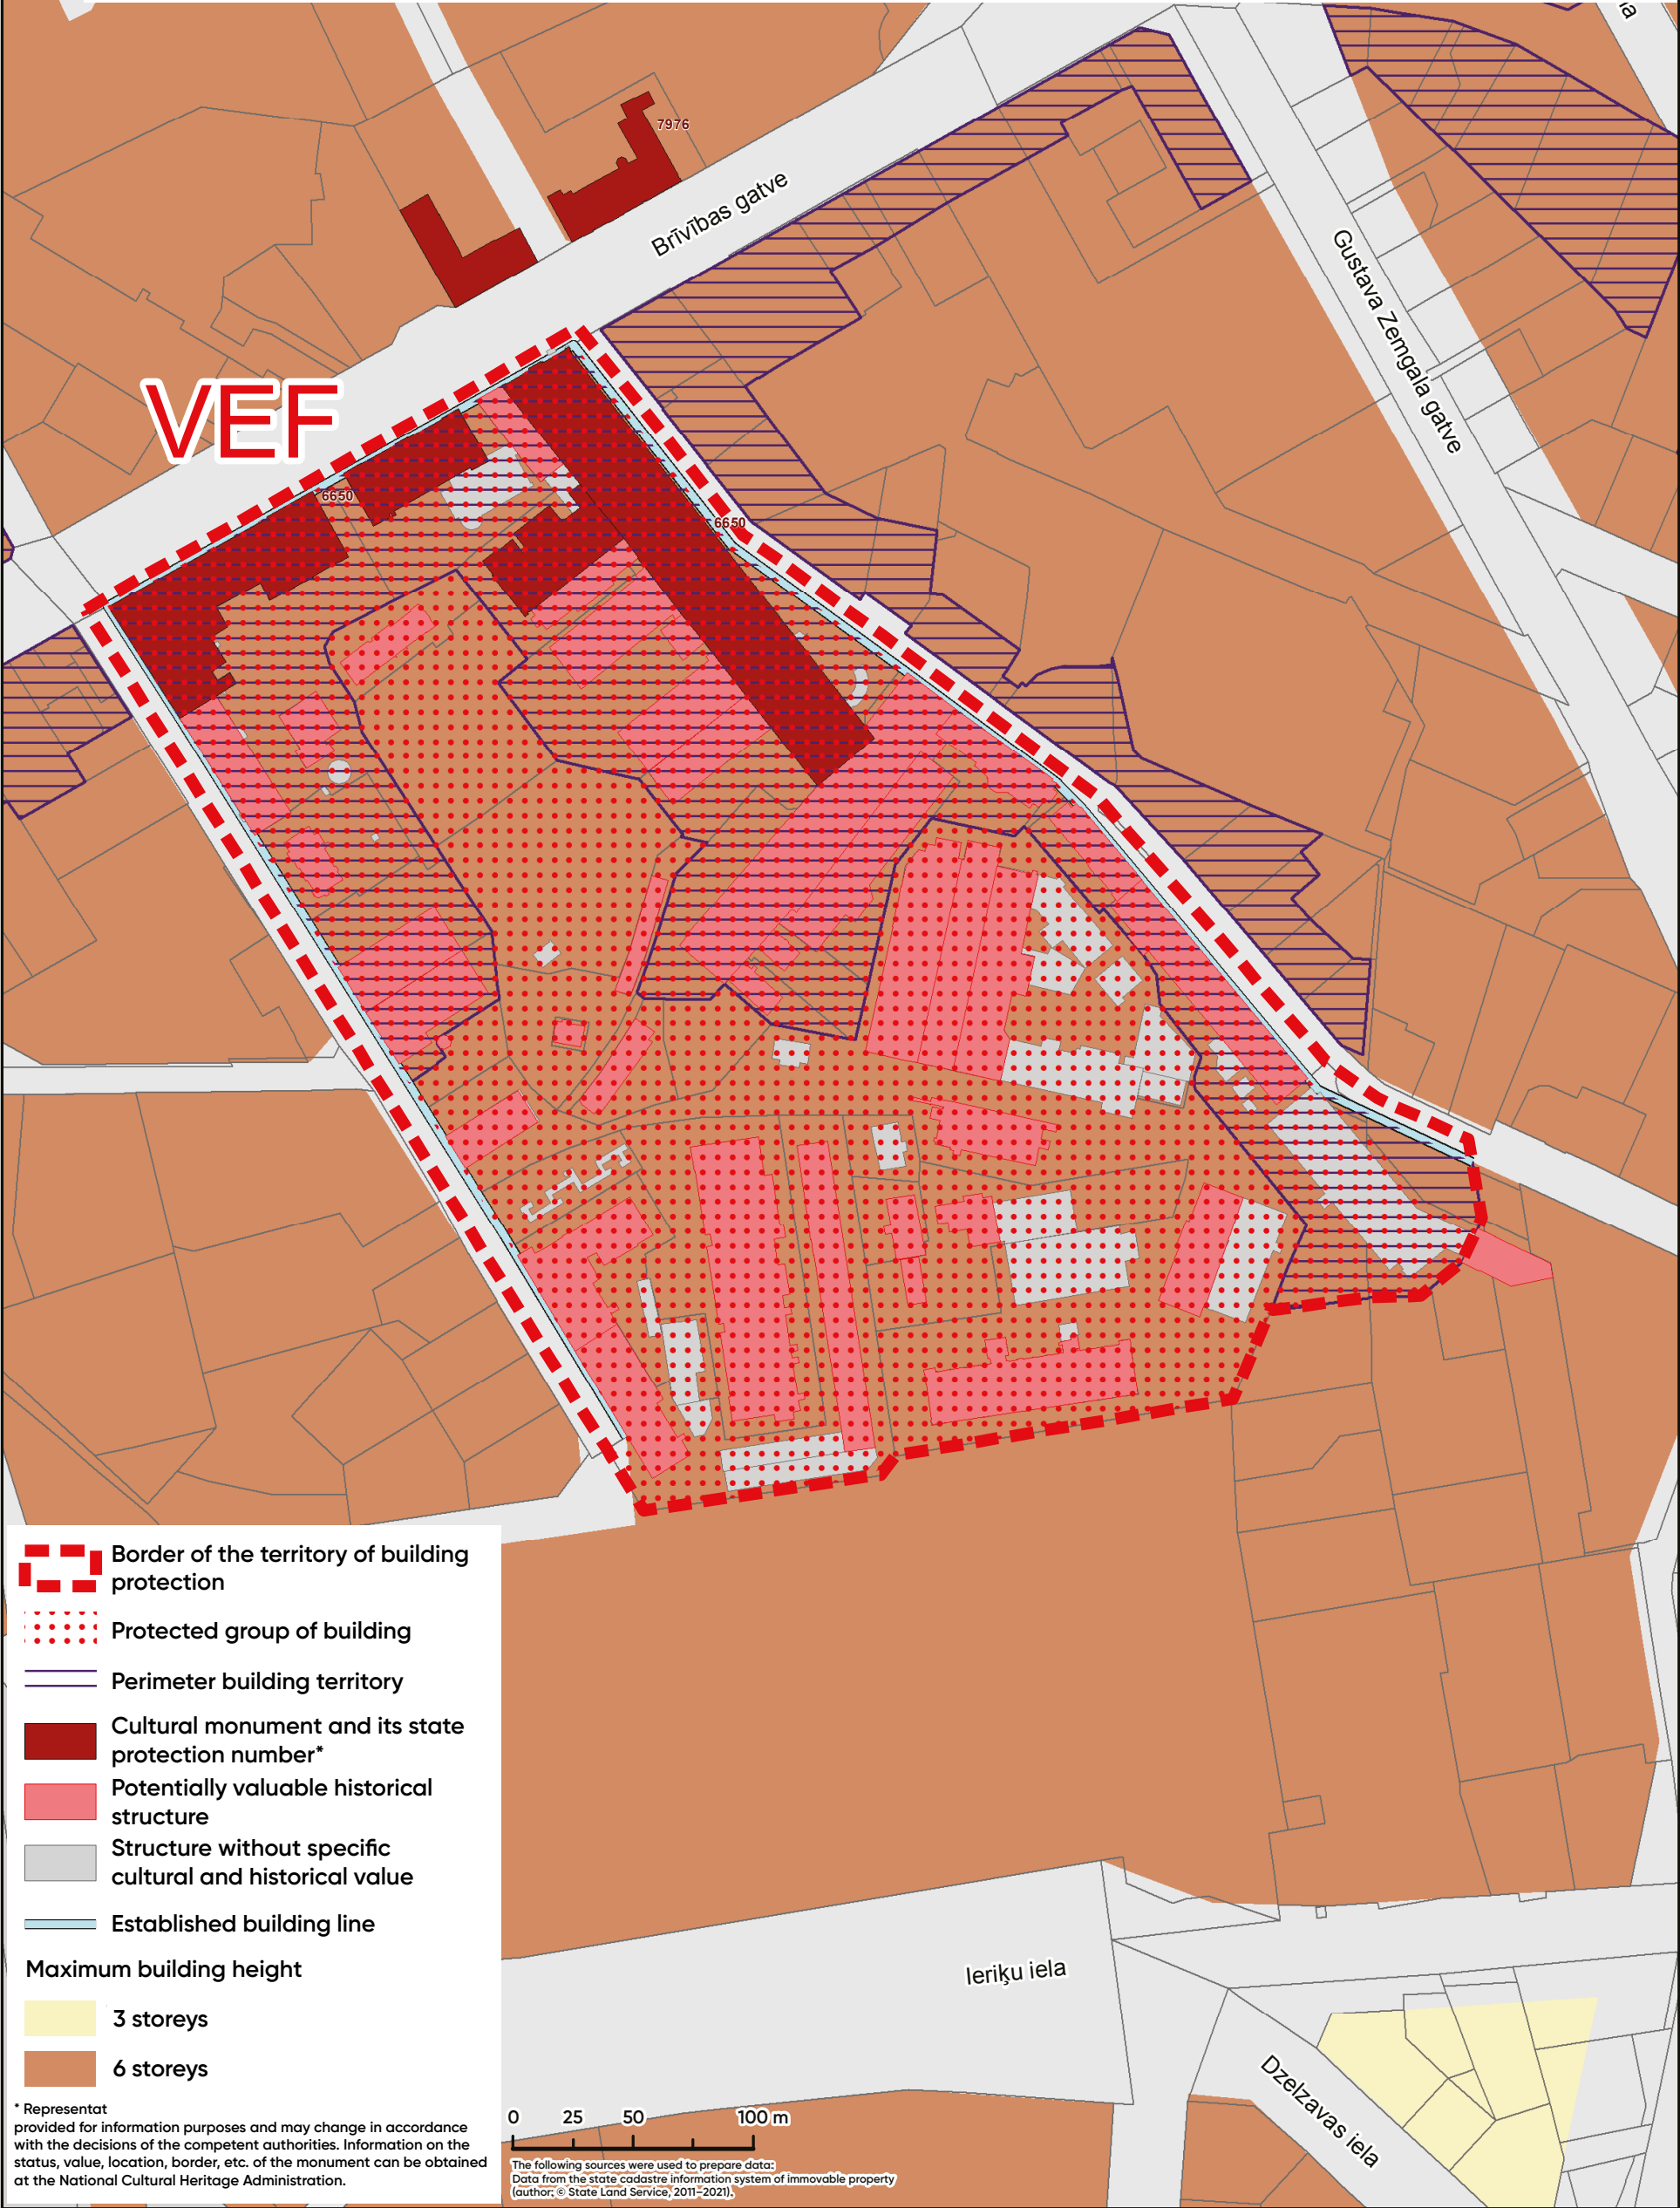 ia
7976
Brīvības gatve
Gustava Zemgala gatve
VEF
6650
6650
Border of the territory of building
protection
Protected group of building
Perimeter building territory
Cultural monument and its state
protection number*
Potentially valuable historical
structure
Structure without specific
cultural and historical value
Established building line
Maximum building height
3 storeys
6 storeys
* Representat
provided for information purposes and may change in accordance
with the decisions of the competent authorities. Information on the
status, value, location, border, etc. of the monument can be obtained
at the National Cultural Heritage Administration.
Ieriķu iela
Dzelzavas iela
0 25 50 100 m
The following sources were used to prepare data:
Data from the state cadastre information system of immovable property
(author: © State Land Service, 2011–2021).